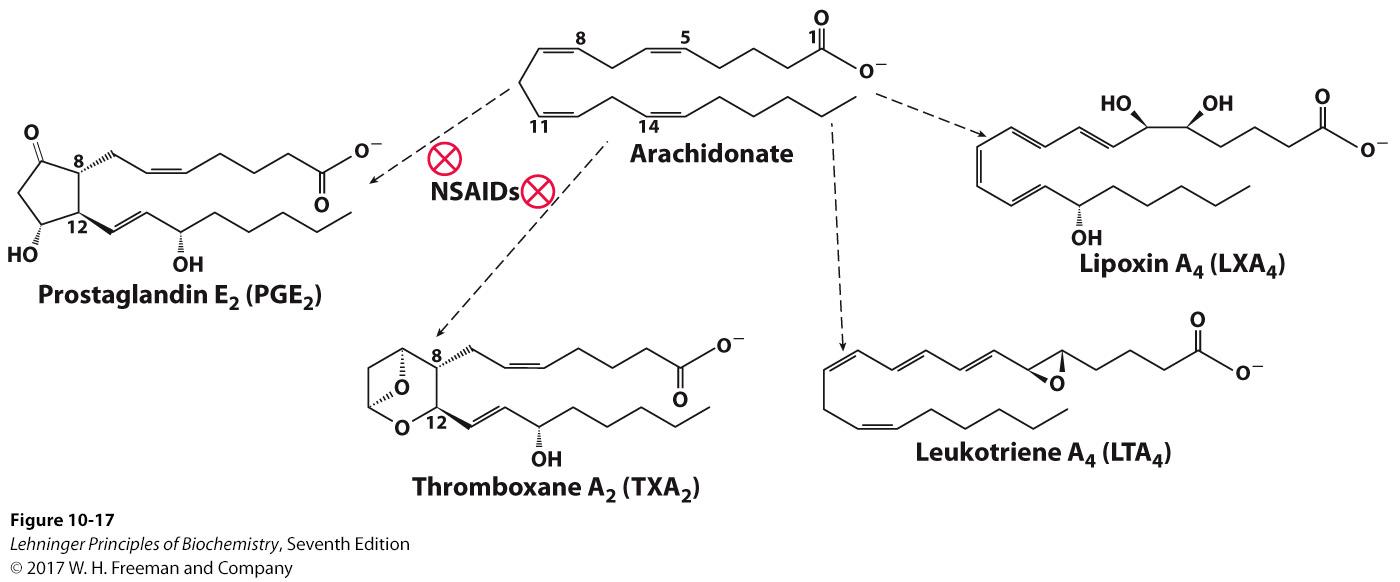 O
1
8
5
O−
11
14
Arachidonate
HO
OH
O
O−
OH
Lipoxin A4 (LXA4)
O
8
O−
O
12
HO
OH
Prostaglandin E2 (PGE2)
NSAIDs
8
O−
O
O
O
12
OH
Thromboxane A2 (TXA2)
O
O−
O
Leukotriene A4 (LTA4)
Figure 10-17
Lehninger Principles of Biochemistry, Seventh Edition
© 2017 W. H. Freeman and Company